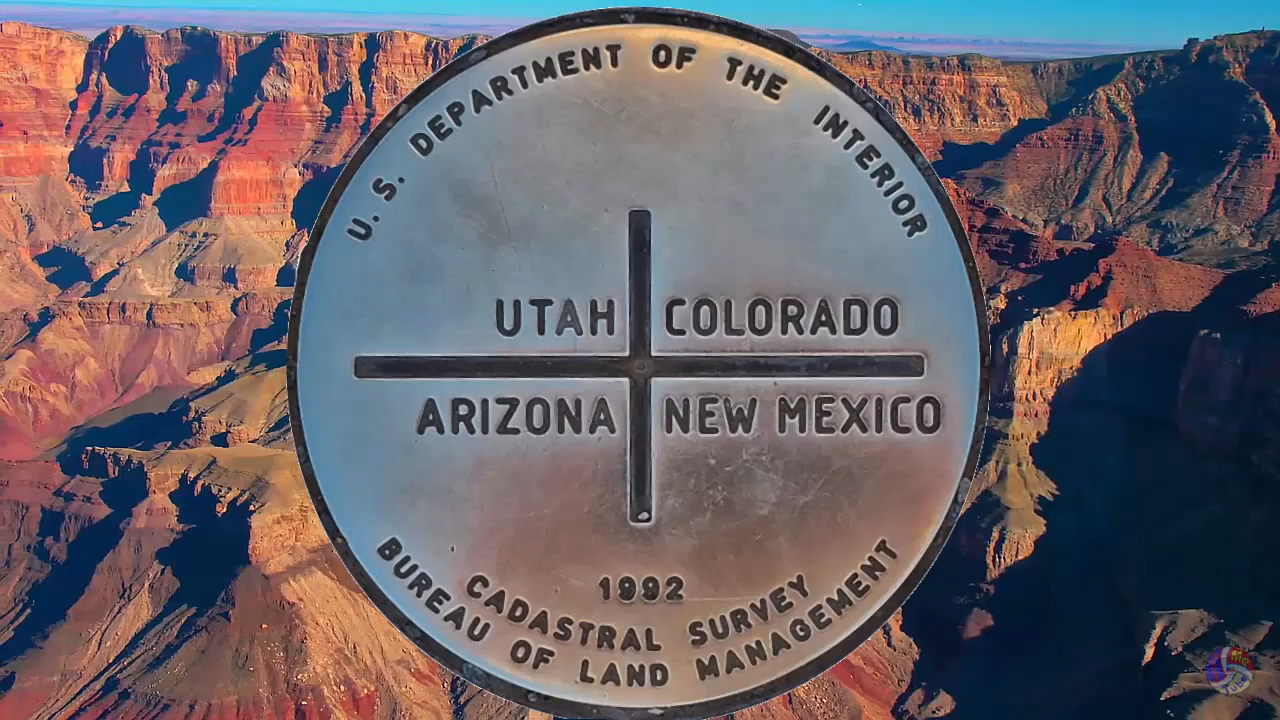 U. S. DEPARTMENT OF THE INTERIOR
UTAH COLORADO
ARIZONA NEW MEXICO
1992
CADASTRAL SURVEY
BUREAU OF LAND MANAGEMENT